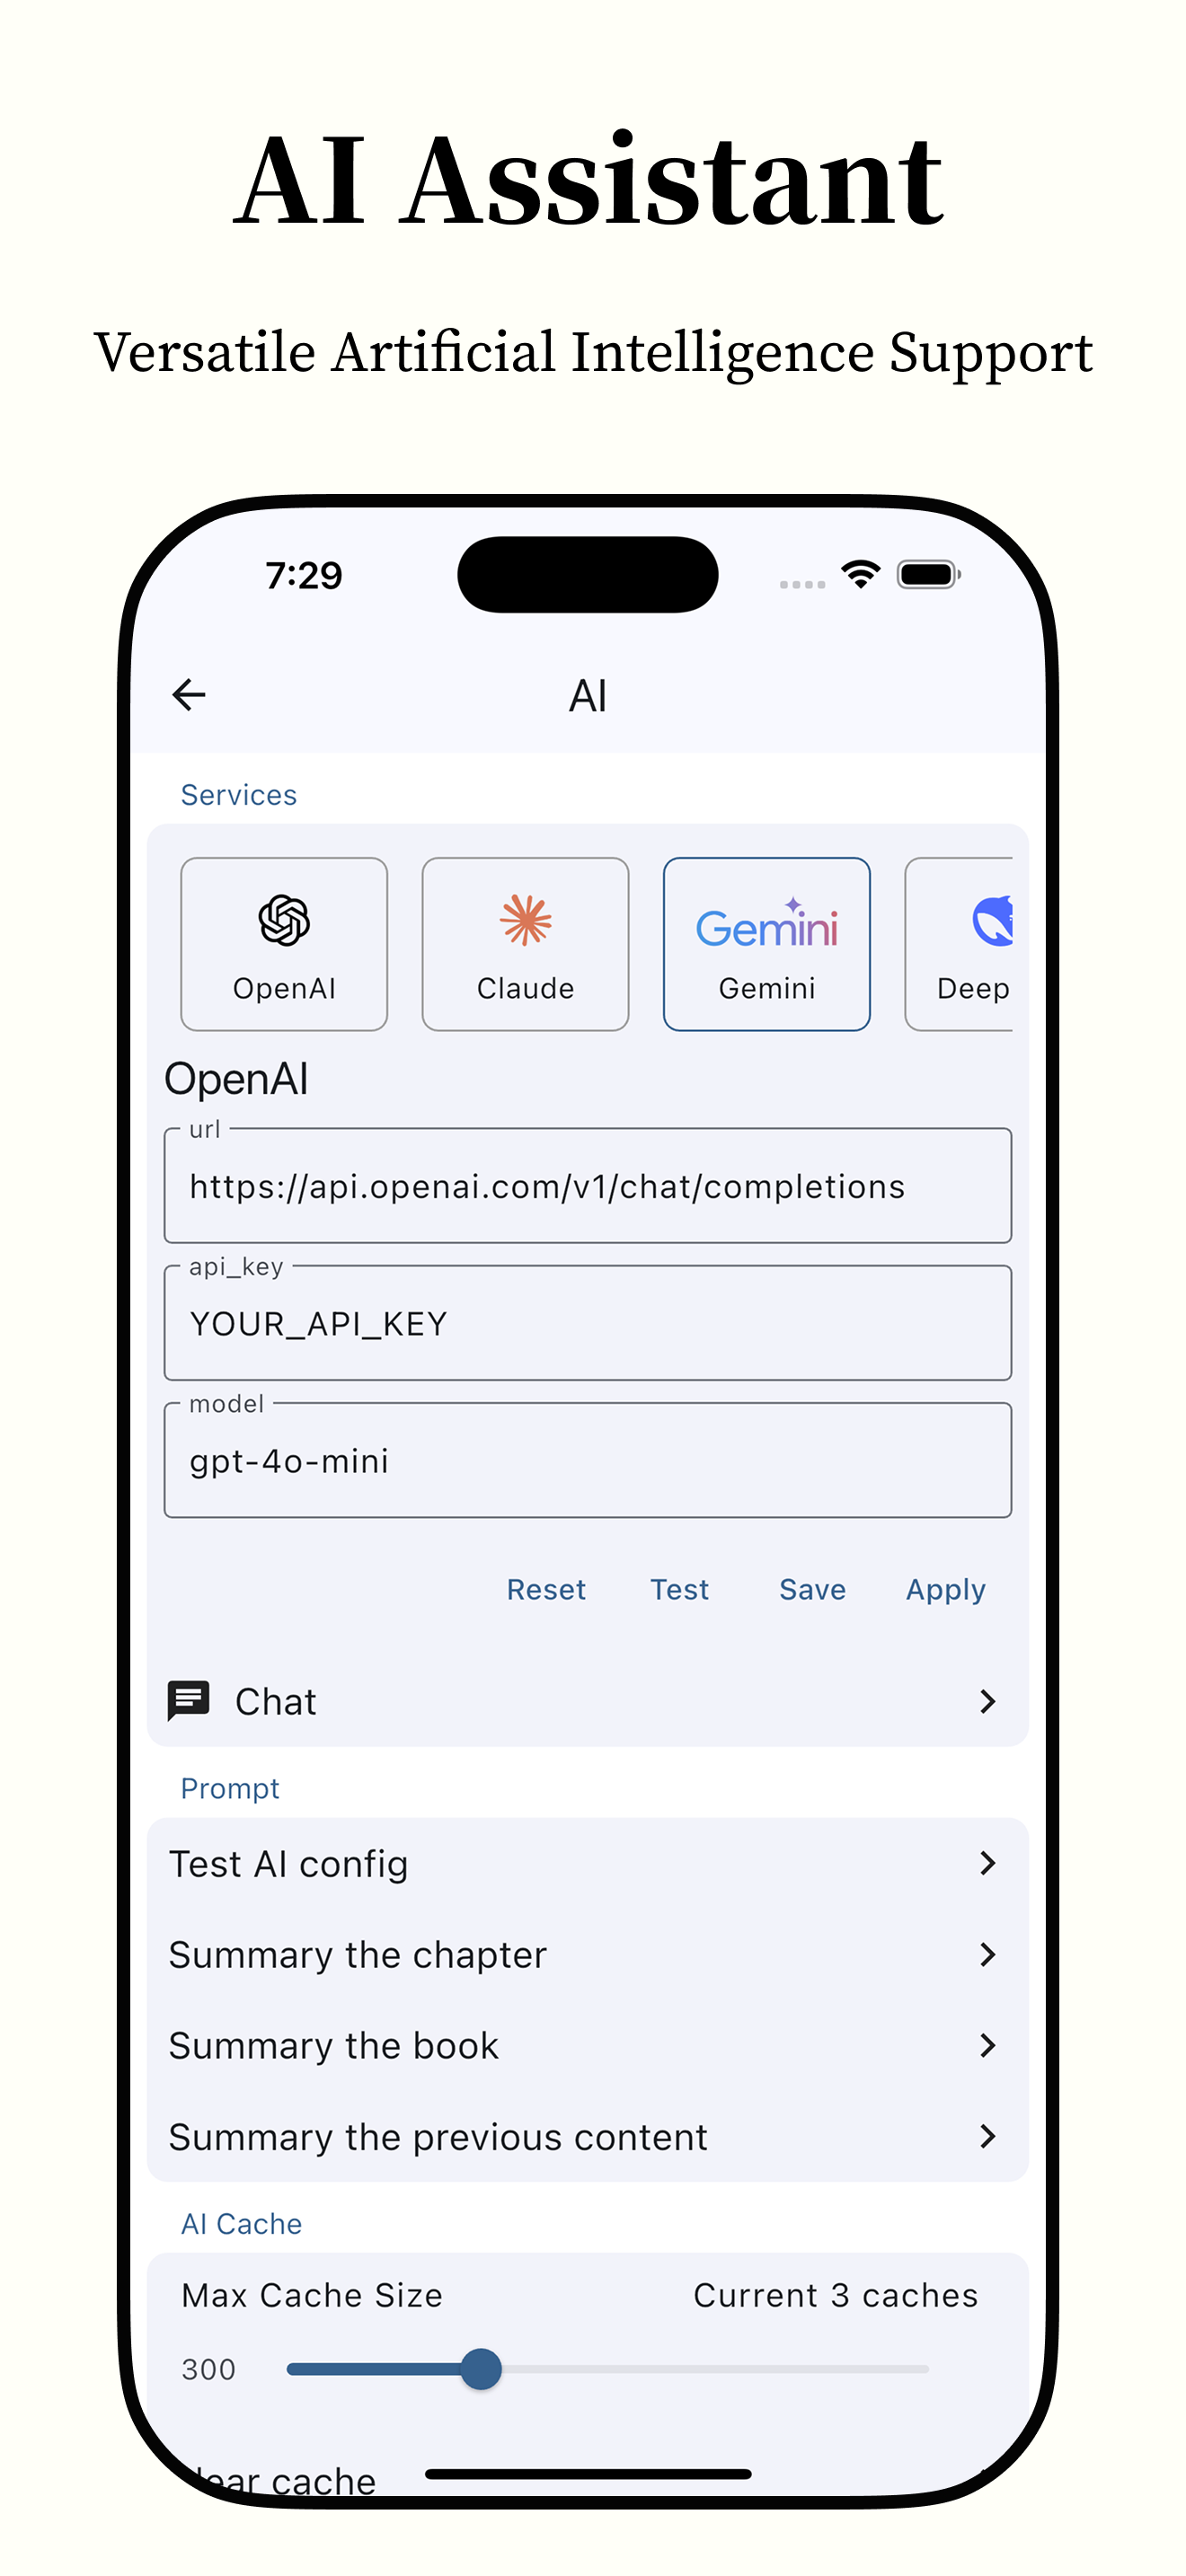 AI Assistant
Versatile Artificial Intelligence Support
7:29
AI
Services
Gemini
OpenAI Claude Gemini Deep
OpenAI
url
https://api.openai.com/v1/chat/completions
api_key
YOUR_API_KEY
model
gpt-4o-mini
Reset Test Save Apply
Chat
Prompt
Test AI config
Summary the chapter
Summary the book
Summary the previous content
AI Cache
Max Cache Size Current 3 caches
300
lear cache